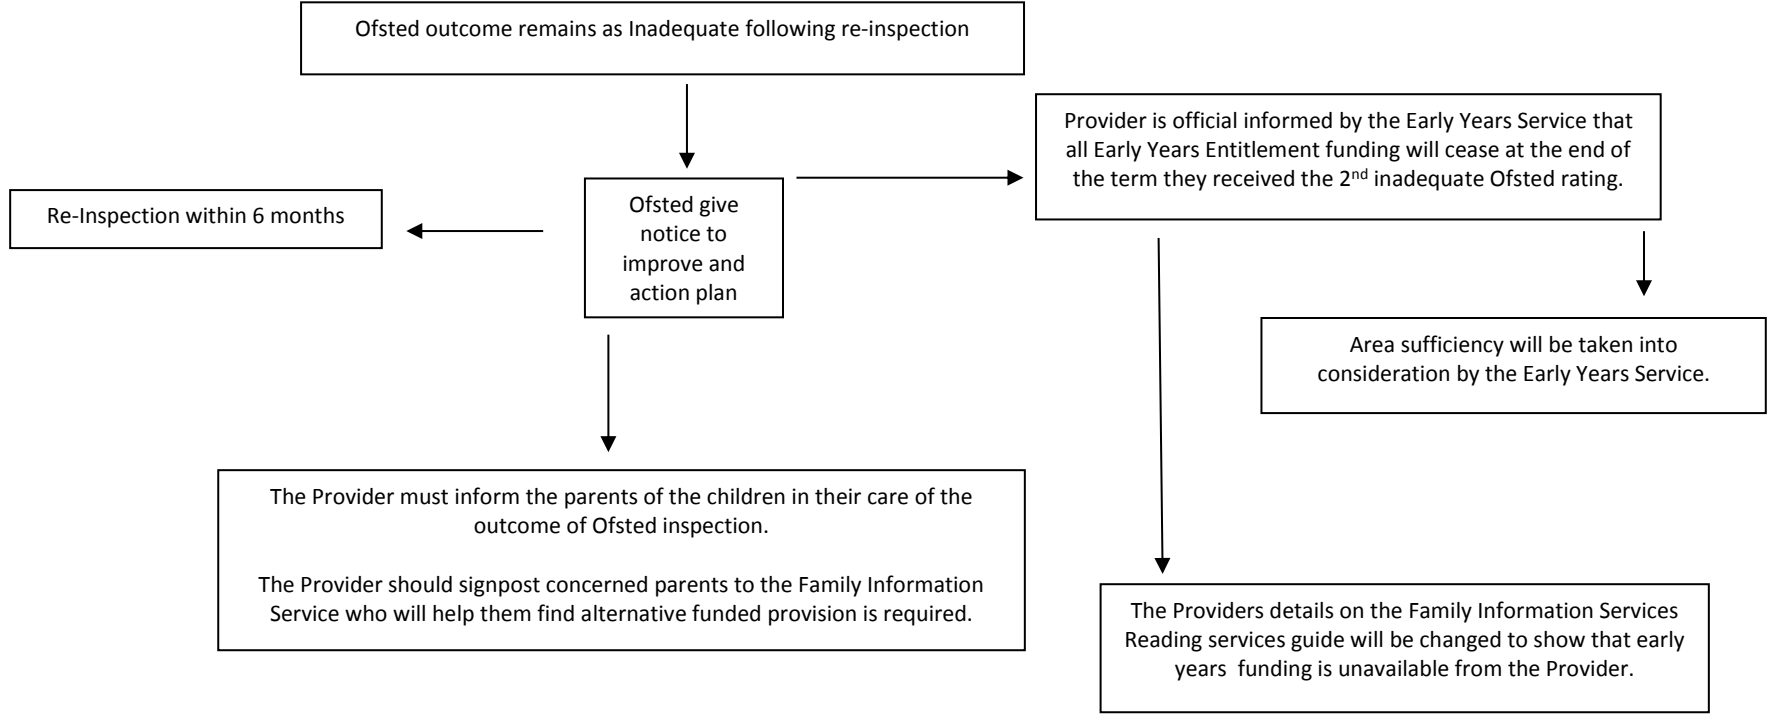 Ofsted outcome remains as Inadequate following re-inspection
Provider is official informed by the Early Years Service that
all Early Years Entitlement funding will cease at the end of
the term they received the 2nd inadequate Ofsted rating.
Re-Inspection within 6 months
Ofsted give
notice to
improve and
action plan
Area sufficiency will be taken into
consideration by the Early Years Service.
The Provider must inform the parents of the children in their care of the
outcome of Ofsted inspection.
The Provider should signpost concerned parents to the Family Information
Service who will help them find alternative funded provision is required.
The Providers details on the Family Information Services
Reading services guide will be changed to show that early
years  funding is unavailable from the Provider.